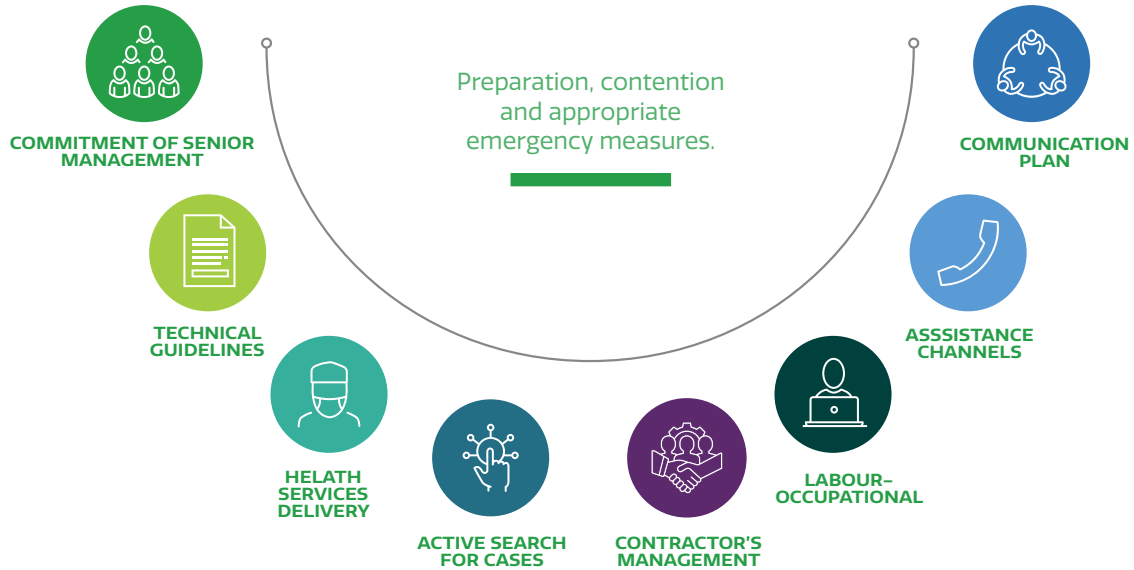 Preparation, contention
and appropriate
emergency measures.
COMMITMENT OF SENIOR
MANAGEMENT
TECHNICAL
GUIDELINES
HELATH
SERVICES
DELIVERY
ACTIVE SEARCH
FOR CASES
CONTRACTOR'S
MANAGEMENT
LABOUR–
OCCUPATIONAL
ASSSISTANCE
CHANNELS
COMMUNICATION
PLAN